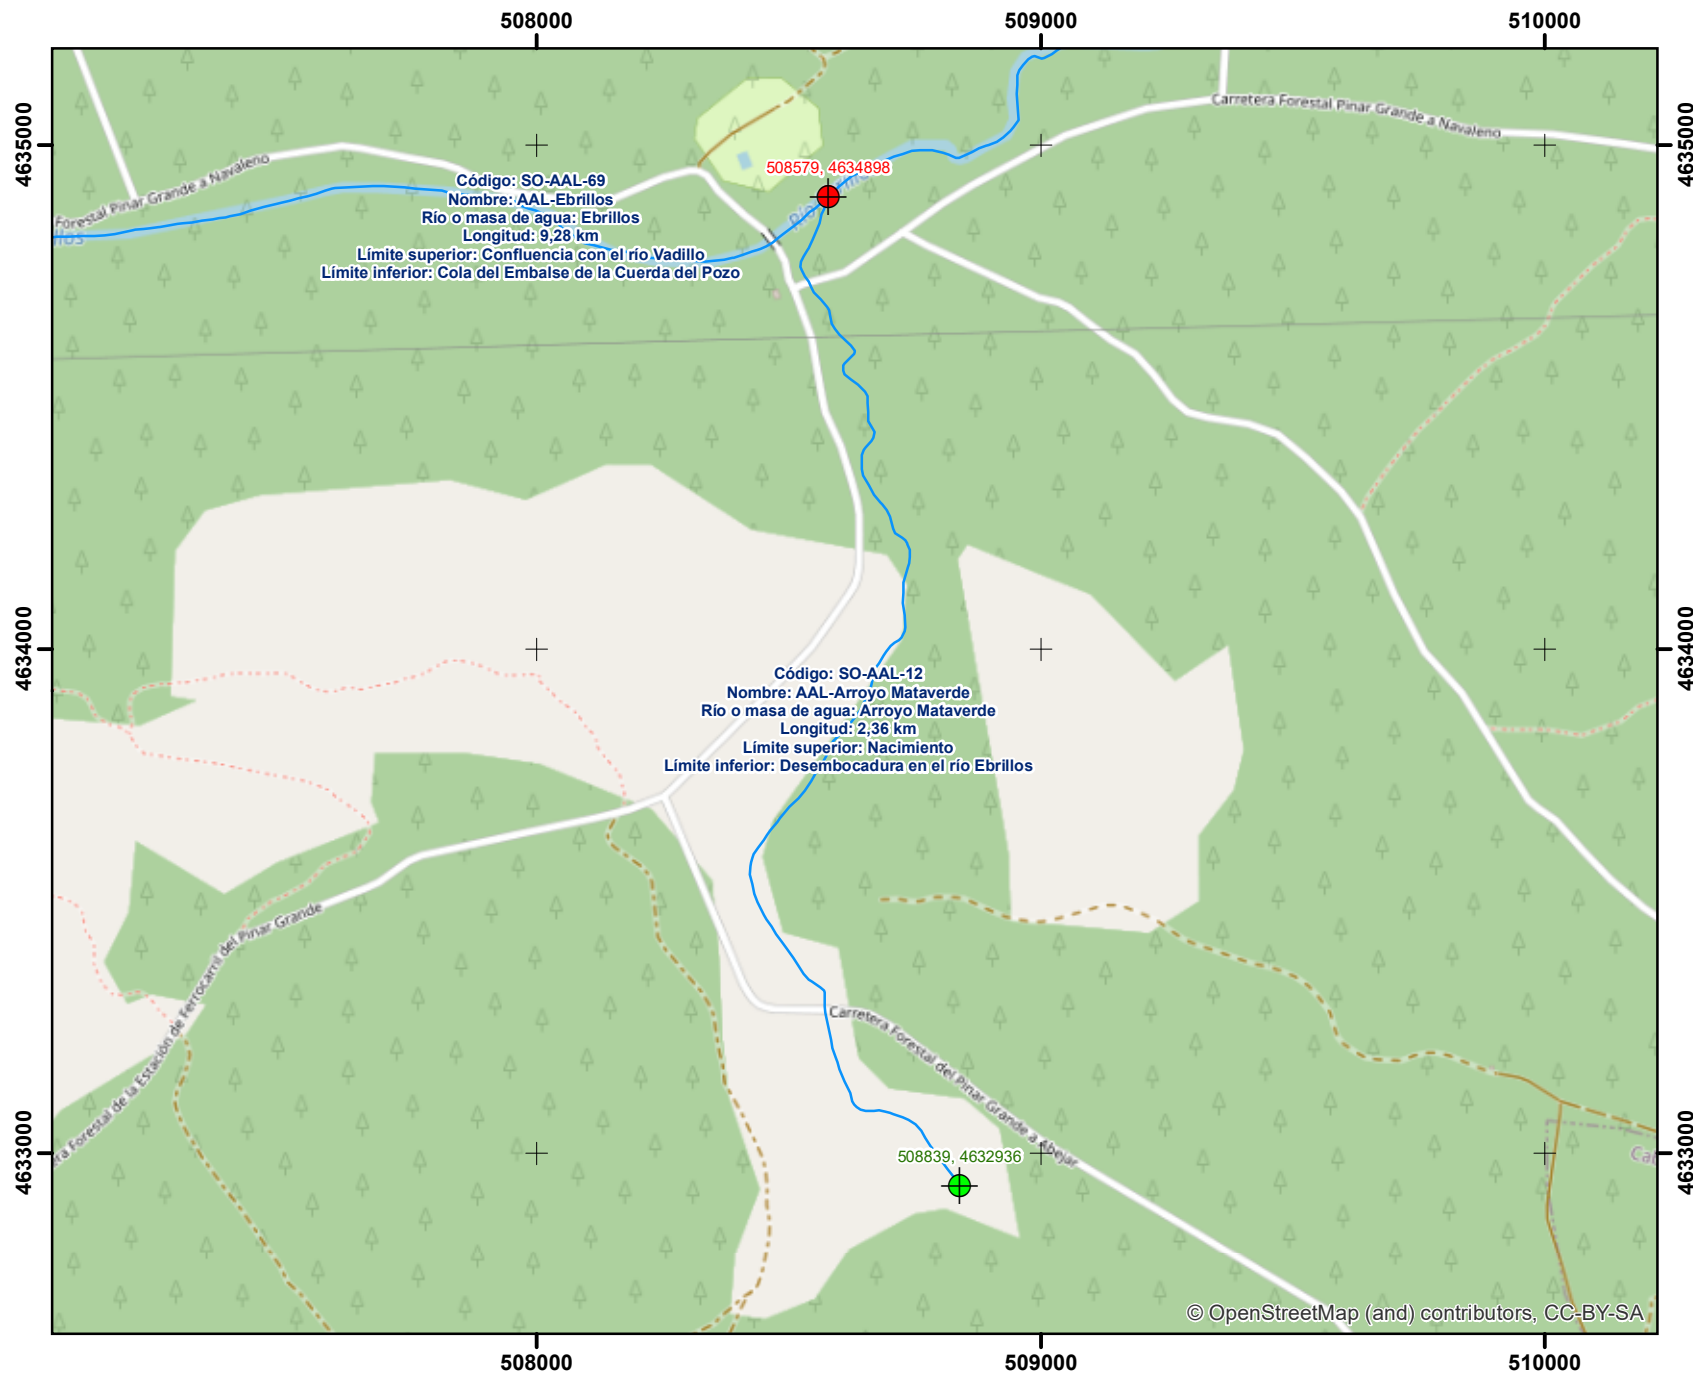 508000
509000
510000
4635000
4635000
Carretera Forestal Pinar Grande a Navaleno
Forestal Pinar Grande a Navaleno
508579, 4634898
Código: SO-AAL-69
Nombre: AAL-Ebrillos
Río o masa de agua: Ebrillos
Longitud: 9,28 km
Límite superior: Confluencia con el río Vadillo
Límite inferior: Cola del Embalse de la Cuerda del Pozo
Río
llos
4634000
4634000
Código: SO-AAL-12
Nombre: AAL-Arroyo Mataverde
Río o masa de agua: Arroyo Mataverde
Longitud: 2,36 km
Límite superior: Nacimiento
Límite inferior: Desembocadura en el río Ebrillos
ra Forestal de la Estación de Ferrocarril del Pinar Grande
Carretera Forestal del Pinar Grande a Abejar
4633000
4633000
508839, 4632936
Cab
© OpenStreetMap (and) contributors, CC-BY-SA
508000
509000
510000